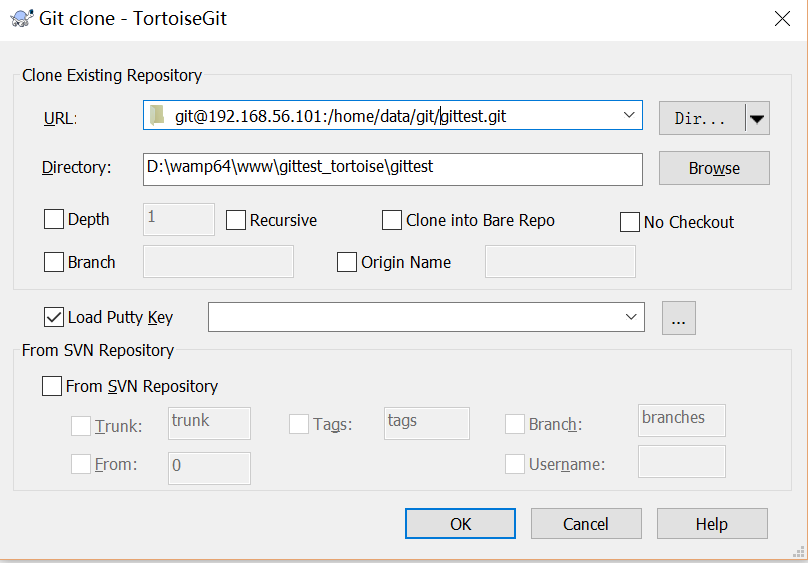 Git clone - TortoiseGit
Clone Existing Repository
URL: git@192.168.56.101:/home/data/git/gittest.git Dir...
Directory: D:\wamp64\www\gittest_tortoise\gittest Browse
Depth 1 Recursive Clone into Bare Repo No Checkout
Branch Origin Name
Load Putty Key ...
From SVN Repository
From SVN Repository
Trunk: trunk Tags: tags Branch: branches
From: 0 Username:
OK Cancel Help